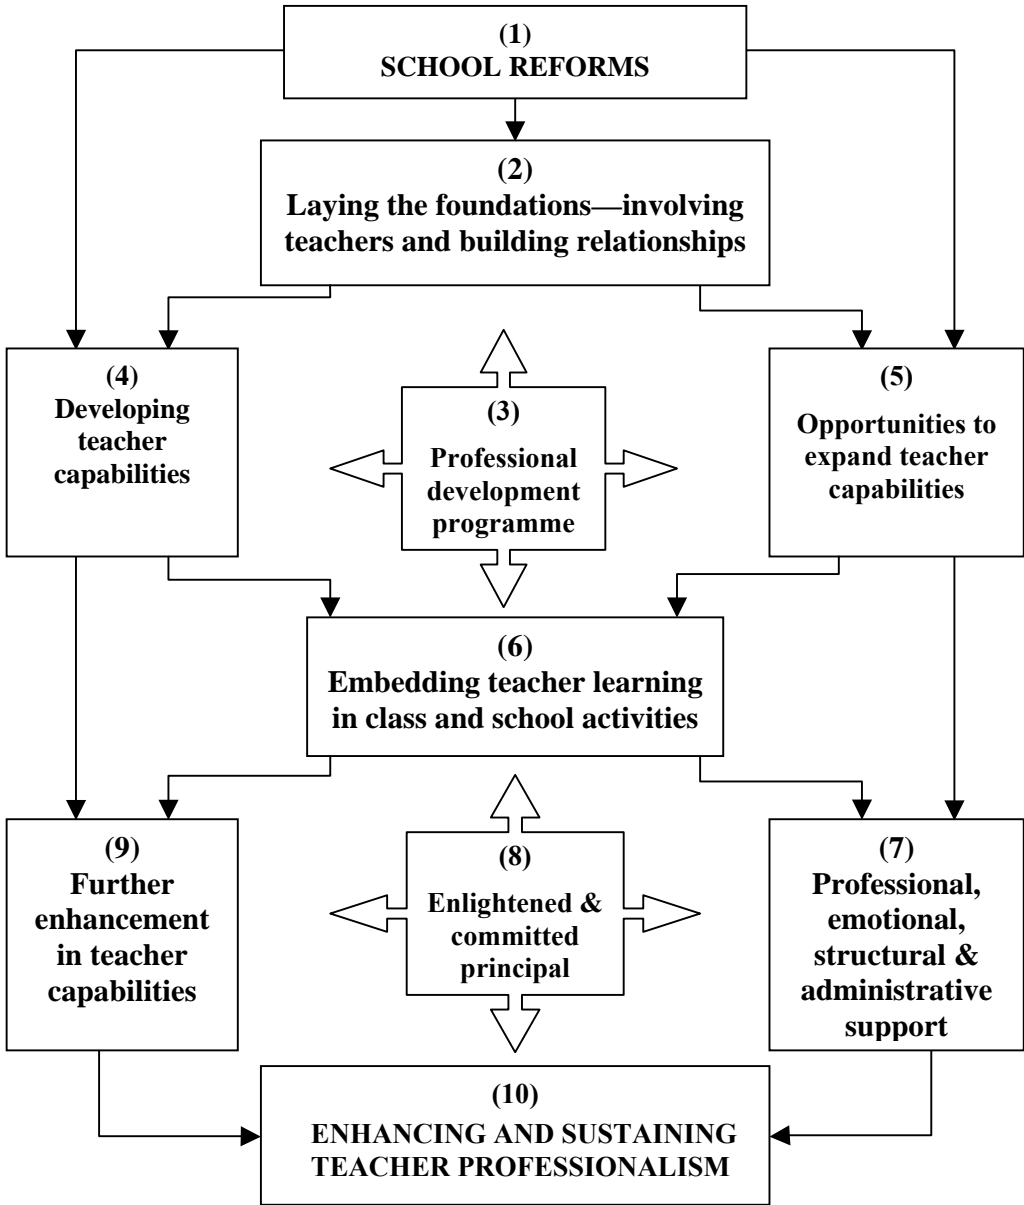 (1)
SCHOOL REFORMS
(2)
Laying the foundations—involving
teachers and building relationships
(3)
Professional
development
programme
(4)
Developing
teacher
capabilities
(5)
Opportunities to
expand teacher
capabilities
(6)
Embedding teacher learning
in class and school activities
(9)
Further
enhancement
in teacher
capabilities
(8)
Enlightened &
committed
principal
(7)
Professional,
emotional,
structural &
administrative
support
(10)
ENHANCING AND SUSTAINING
TEACHER PROFESSIONALISM